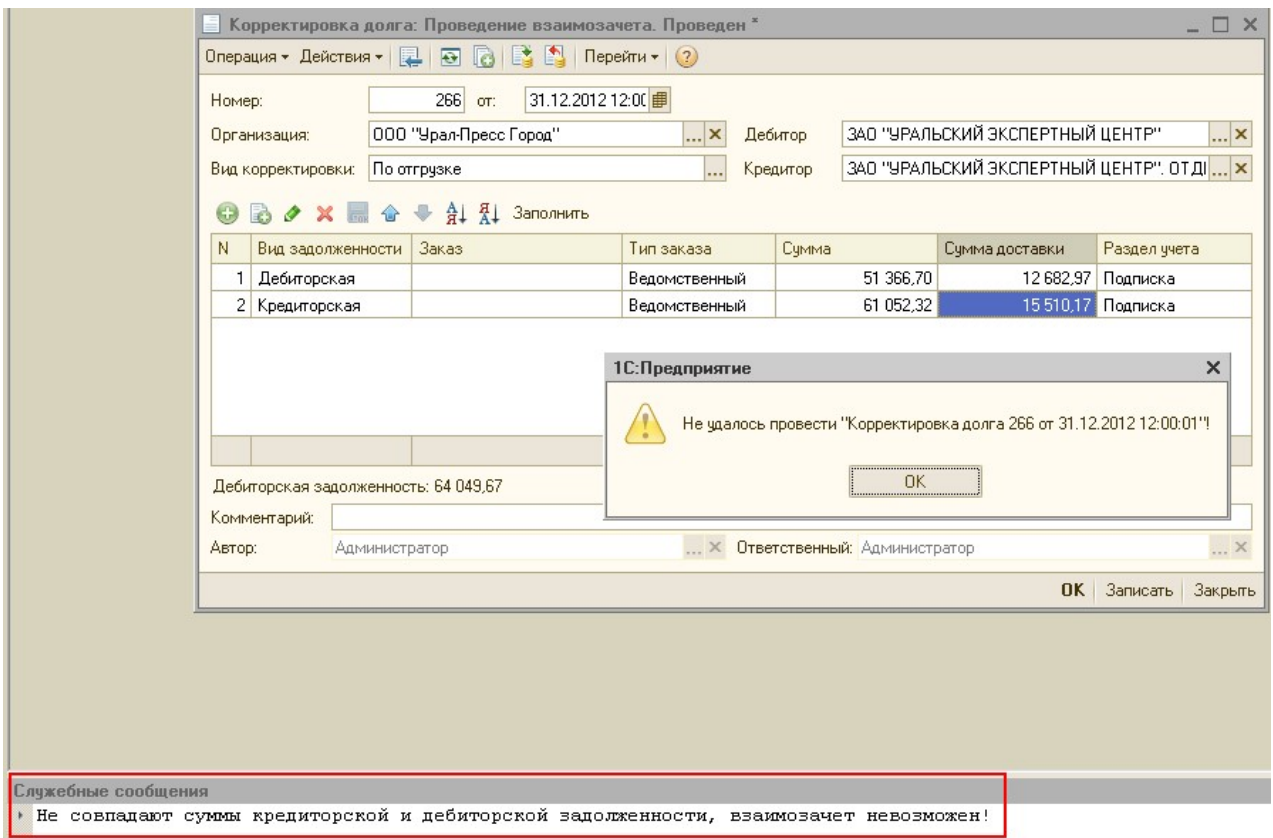 Корректировка долга: Проведение взаимозачета. Проведен *
Операция Действия Перейти
Номер: 266 от: 31.12.2012 12:00
Организация: ООО "Урал-Пресс Город" ... Дебитор ЗАО "УРАЛЬСКИЙ ЭКСПЕРТНЫЙ ЦЕНТР" ...
Вид корректировки: По отгрузке ... Кредитор ЗАО "УРАЛЬСКИЙ ЭКСПЕРТНЫЙ ЦЕНТР". ОТДІ ...
Заполнить
N Вид задолженности Заказ Тип заказа Сумма Сумма доставки Раздел учета
1 Дебиторская Ведомственный 51 366,70 12 682,97 Подписка
2 Кредиторская Ведомственный 61 052,32 15 510,17 Подписка
1С:Предприятие
Не удалось провести "Корректировка долга 266 от 31.12.2012 12:00:01"!
OK
Дебиторская задолженность: 64 049,67
Комментарий:
Автор: Администратор ... Ответственный: Администратор ...
OK Записать Закрыть
Служебные сообщения
Не совпадают суммы кредиторской и дебиторской задолженности, взаимозачет невозможен!